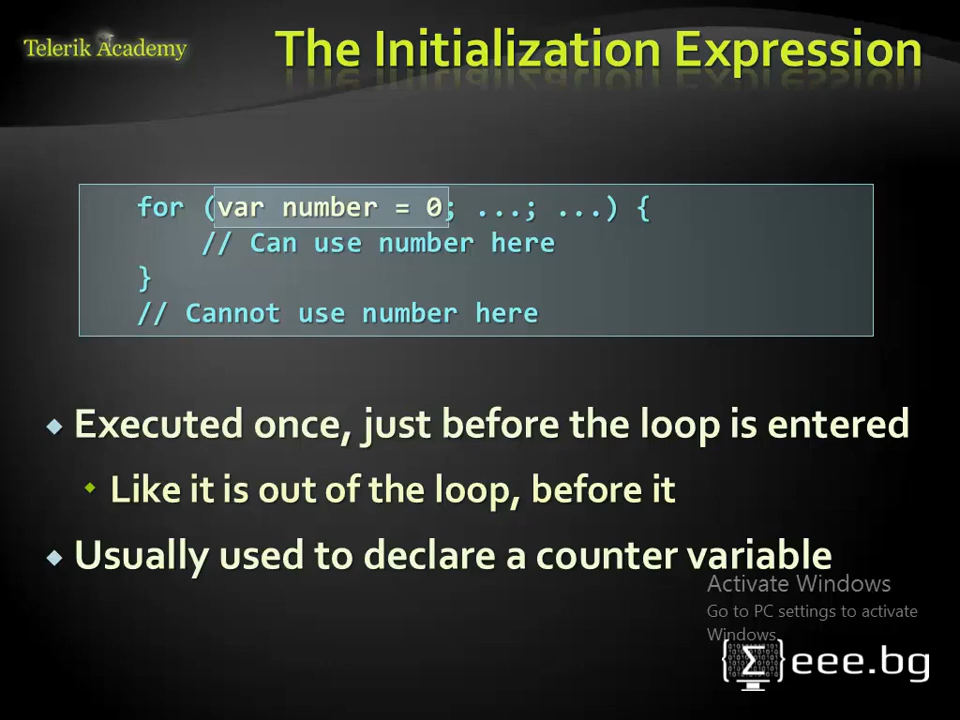 Telerik Academy
The Initialization Expression
for (var number = 0; ...; ...) {
// Can use number here
}
// Cannot use number here
Executed once, just before the loop is entered
Like it is out of the loop, before it
Usually used to declare a counter variable
Activate Windows
Go to PC settings to activate
Windows.
{Σ} eee.bg